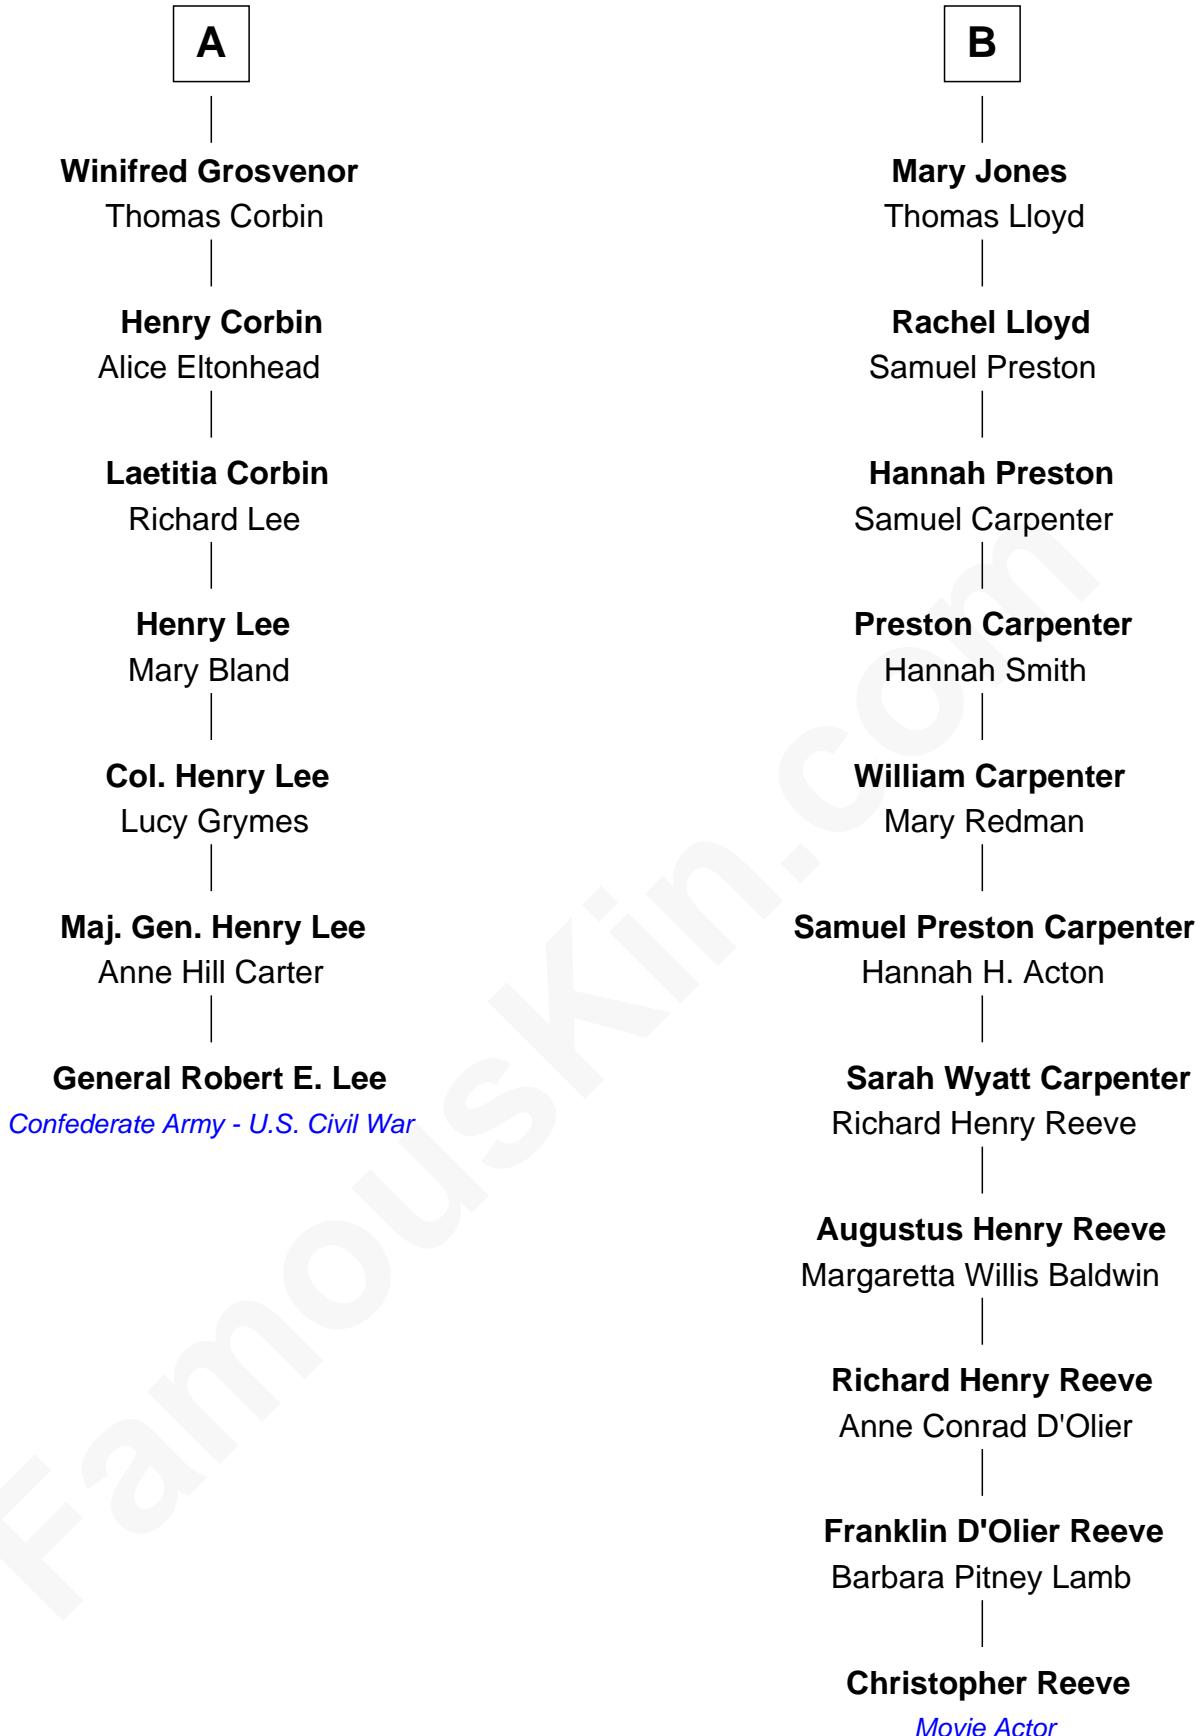 A
Winifred Grosvenor
Thomas Corbin
Henry Corbin
Alice Eltonhead
Laetitia Corbin
Richard Lee
Henry Lee
Mary Bland
Col. Henry Lee
Lucy Grymes
Maj. Gen. Henry Lee
Anne Hill Carter
General Robert E. Lee
Confederate Army - U.S. Civil War
B
Mary Jones
Thomas Lloyd
Rachel Lloyd
Samuel Preston
Hannah Preston
Samuel Carpenter
Preston Carpenter
Hannah Smith
William Carpenter
Mary Redman
Samuel Preston Carpenter
Hannah H. Acton
Sarah Wyatt Carpenter
Richard Henry Reeve
Augustus Henry Reeve
Margaretta Willis Baldwin
Richard Henry Reeve
Anne Conrad D'Olier
Franklin D'Olier Reeve
Barbara Pitney Lamb
Christopher Reeve
Movie Actor
FamousKin.com